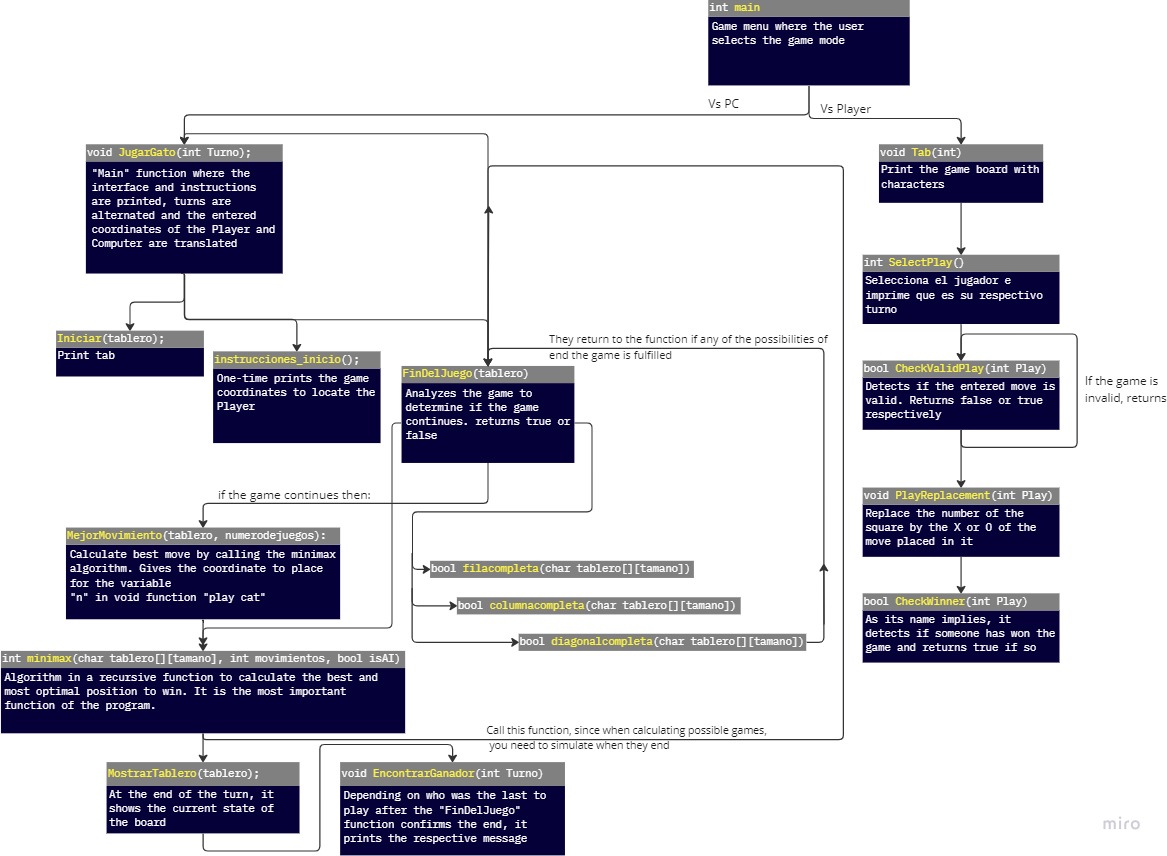 int main
Game menu where the user
selects the game mode
Vs PC
Vs Player
void JugarGato(int Turno);
"Main" function where the
interface and instructions
are printed, turns are
alternated and the entered
coordinates of the Player and
Computer are translated
void Tab(int)
Print the game board with
characters
int SelectPlay()
Selecciona el jugador e
imprime que es su respectivo
turno
Iniciar(tablero);
Print tab
instrucciones_inicio();
One-time prints the game
coordinates to locate the
Player
They return to the function if any of the possibilities of
end the game is fulfilled
FinDelJuego(tablero)
Analyzes the game to
determine if the game
continues. returns true or
false
bool CheckValidPlay(int Play)
Detects if the entered move is
valid. Returns false or true
respectively
If the game is
invalid, returns
if the game continues then:
void PlayReplacement(int Play)
Replace the number of the
square by the X or O of the
move placed in it
MejorMovimiento(tablero, numerodejuegos):
Calculate best move by calling the minimax
algorithm. Gives the coordinate to place
for the variable
"n" in void function "play cat"
bool filacompleta(char tablero[][tamano])
bool columnacompleta(char tablero[][tamano])
bool diagonalcompleta(char tablero[][tamano])
bool CheckWinner(int Play)
As its name implies, it
detects if someone has won the
game and returns true if so
int minimax(char tablero[][tamano], int movimientos, bool isAI)
Algorithm in a recursive function to calculate the best and
most optimal position to win. It is the most important
function of the program.
Call this function, since when calculating possible games,
you need to simulate when they end
MostrarTablero(tablero);
At the end of the turn, it
shows the current state of
the board
void EncontrarGanador(int Turno)
Depending on who was the last to
play after the "FinDelJuego"
function confirms the end, it
prints the respective message
miro